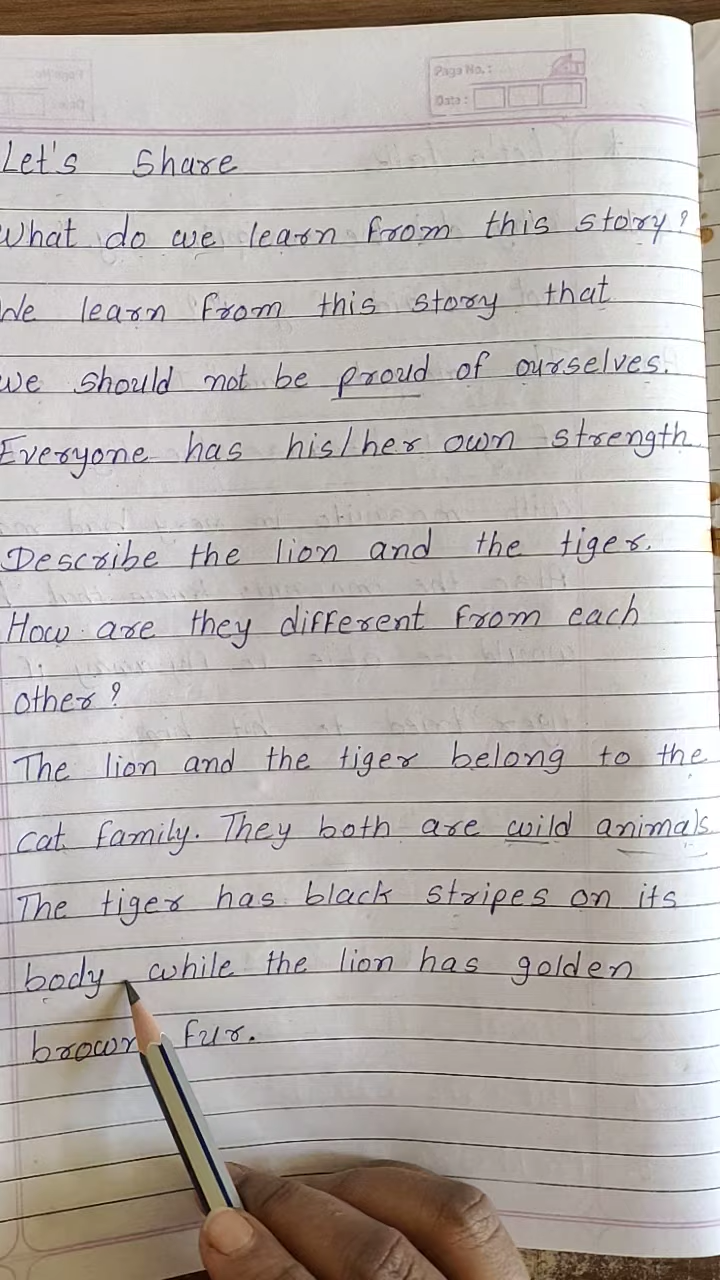 Page No. :
Date :
Let's Share
What do we learn from this story?
We learn from this story that
we should not be proud of ourselves.
Everyone has his/her own strength
Describe the lion and the tiger.
How are they different from each
other?
The lion and the tiger belong to the
cat family. They both are wild animals.
The tiger has black stripes on its
body while the lion has golden
brown fur.